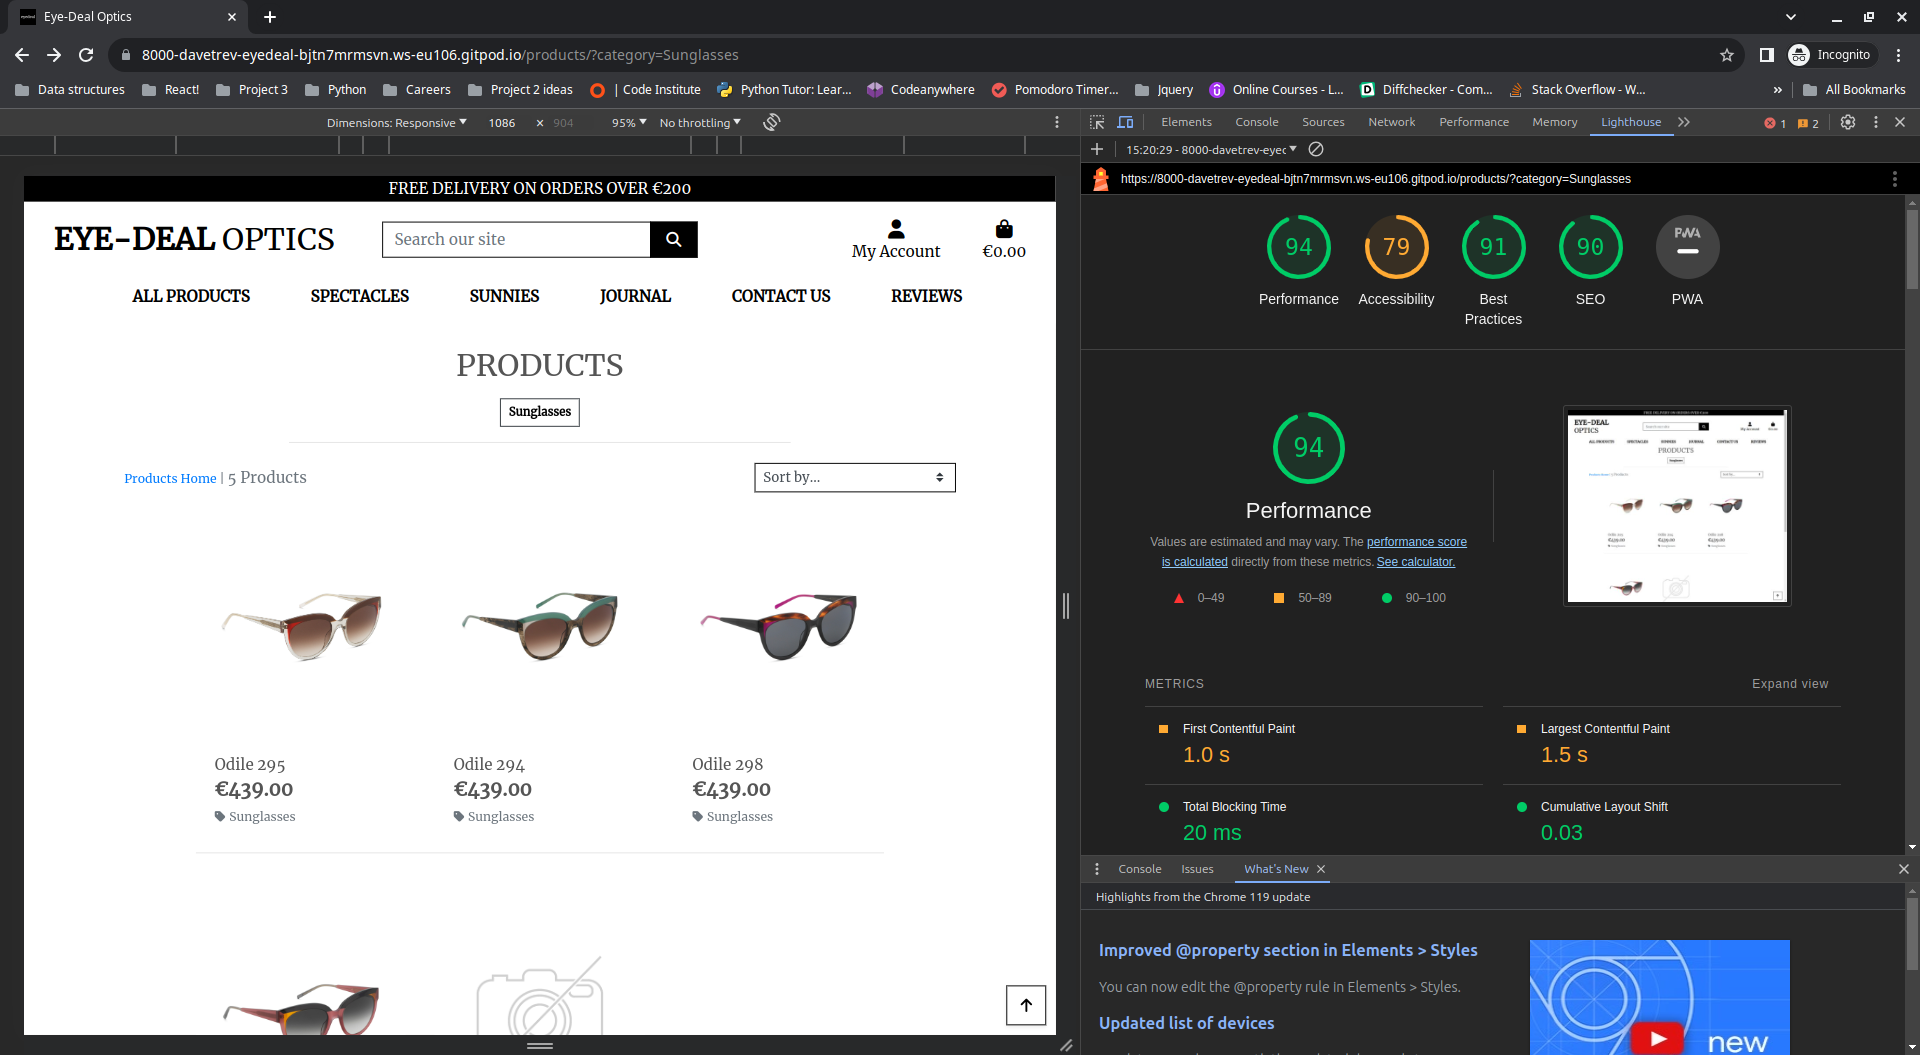 Eye-Deal Optics
8000-davetrev-eyedeal-bjtn7mrmsvn.ws-eu106.gitpod.io/products/?category=Sunglasses
Incognito
Data structures React! Project 3 Python Careers Project 2 ideas | Code Institute Python Tutor: Lear... Codeanywhere Pomodoro Timer... Jquery Online Courses - L... Diffchecker - Com... Stack Overflow - W... » All Bookmarks
Dimensions: Responsive 1086 × 904 95% No throttling
Elements Console Sources Network Performance Memory Lighthouse 1 2
15:20:29 - 8000-davetrev-eyec
https://8000-davetrev-eyedeal-bjtn7mrmsvn.ws-eu106.gitpod.io/products/?category=Sunglasses
FREE DELIVERY ON ORDERS OVER €200
EYE-DEAL OPTICS
Search our site
My Account
€0.00
ALL PRODUCTS SPECTACLES SUNNIES JOURNAL CONTACT US REVIEWS
PRODUCTS
Sunglasses
Products Home | 5 Products
Sort by...
Odile 295
€439.00
Sunglasses
Odile 294
€439.00
Sunglasses
Odile 298
€439.00
Sunglasses
94 79 91 90 PWA
Performance Accessibility Best Practices SEO PWA
94
Performance
Values are estimated and may vary. The performance score
is calculated directly from these metrics. See calculator.
0–49 50–89 90–100
EYE-DEAL
OPTICS
PRODUCTS
METRICS
Expand view
First Contentful Paint
1.0 s
Largest Contentful Paint
1.5 s
Total Blocking Time
20 ms
Cumulative Layout Shift
0.03
Console Issues What's New
Highlights from the Chrome 119 update
Improved @property section in Elements > Styles
You can now edit the @property rule in Elements > Styles.
Updated list of devices
new